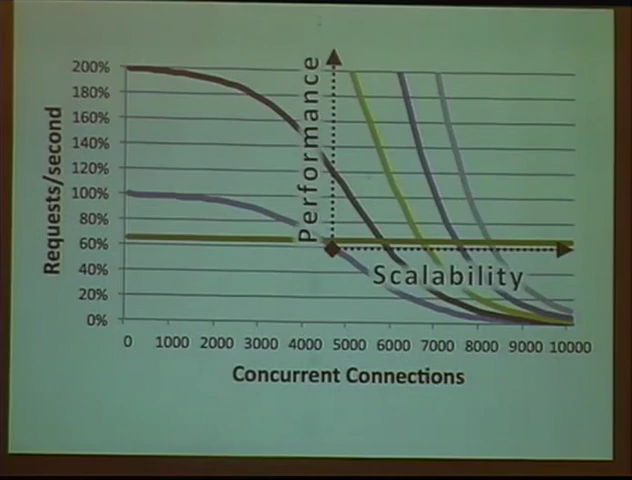 200%
180%
160%
140%
120%
100%
80%
60%
40%
20%
0%
Requests/second
Performance
Scalability
0 1000 2000 3000 4000 5000 6000 7000 8000 9000 10000
Concurrent Connections